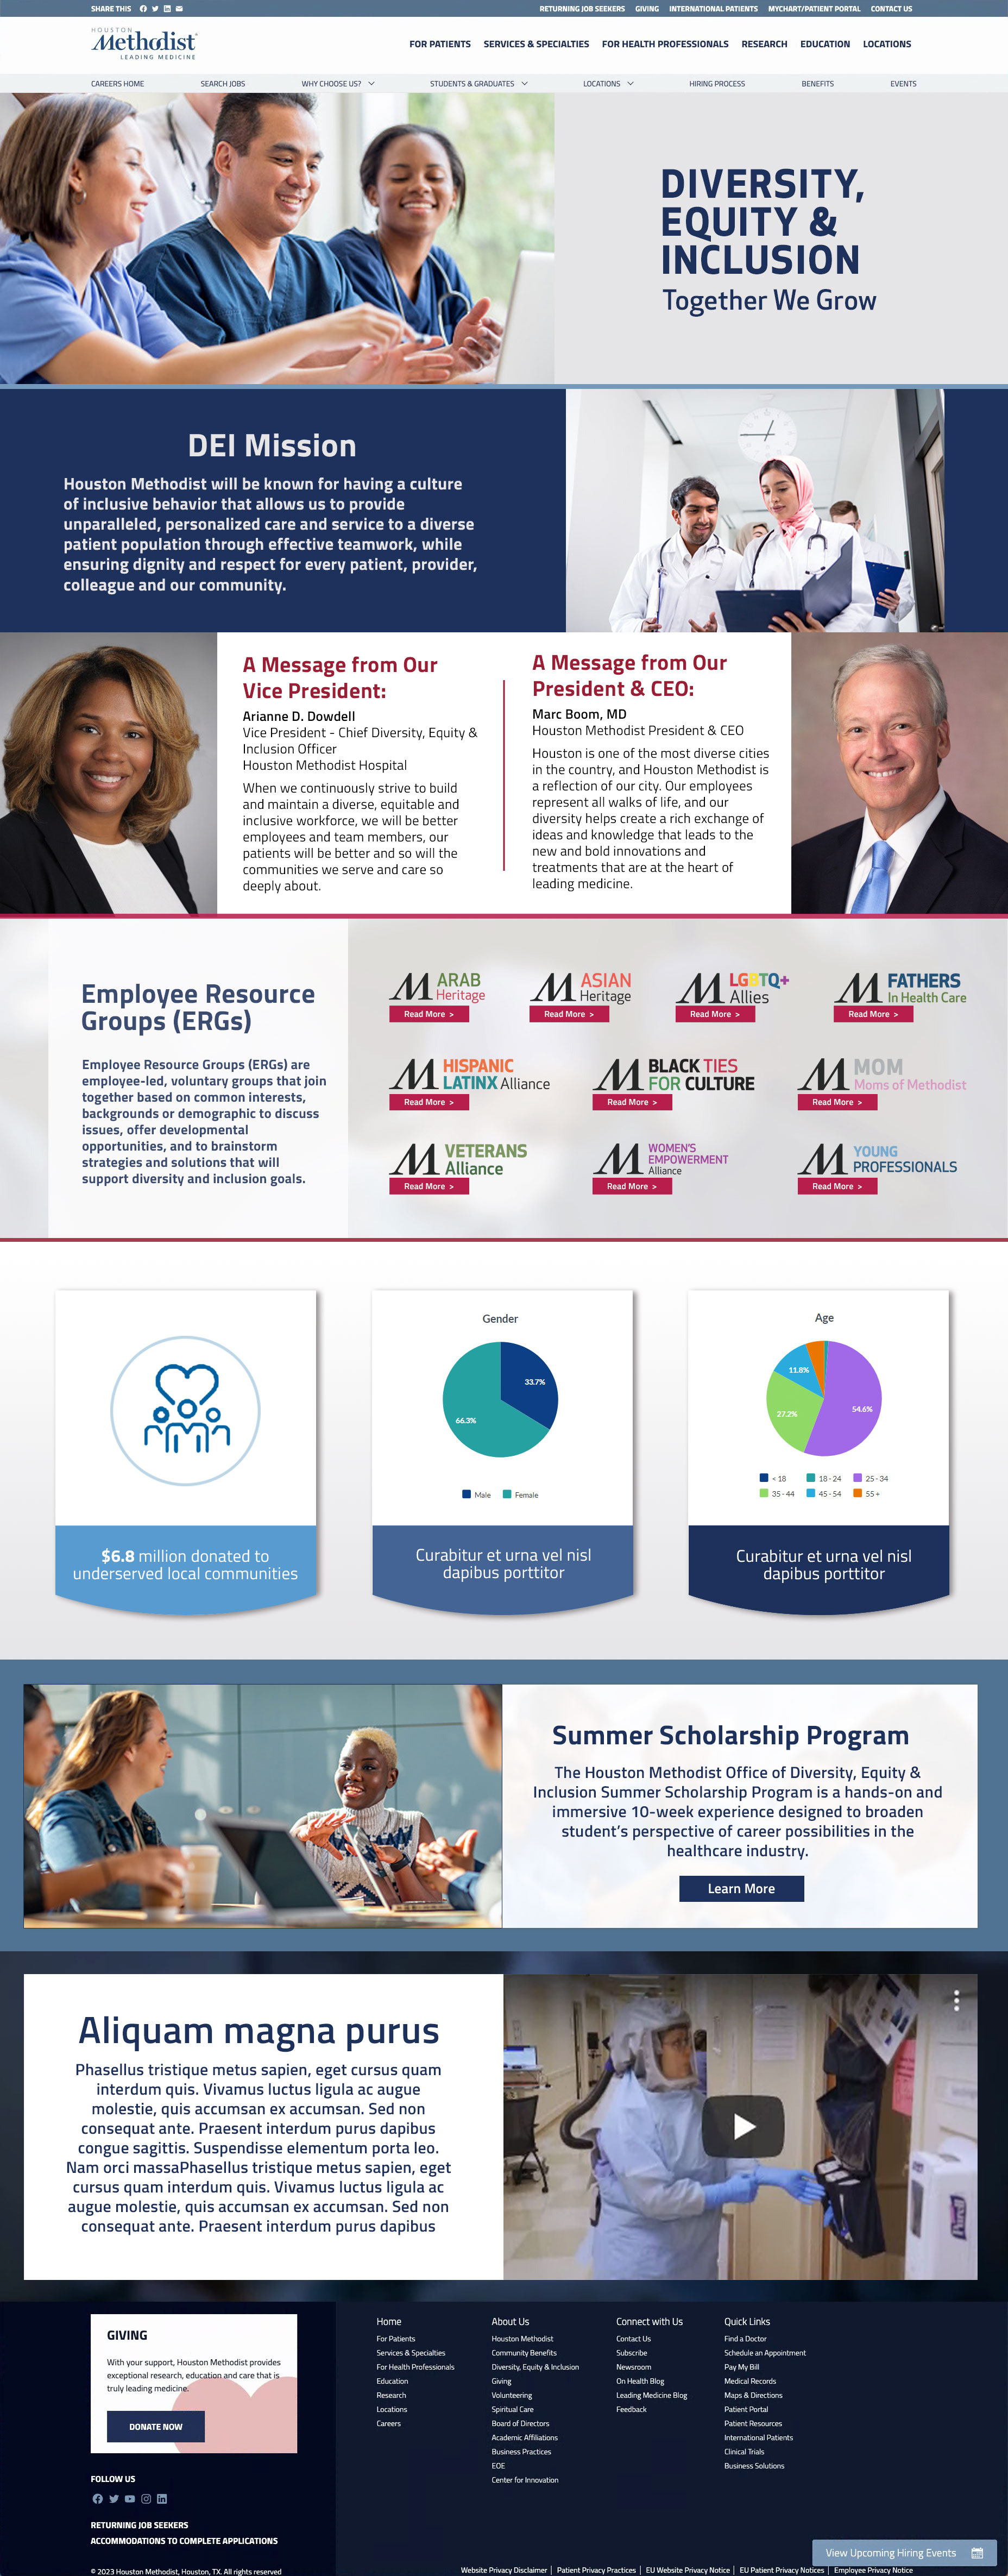 SHARE THIS
RETURNING JOB SEEKERS GIVING INTERNATIONAL PATIENTS MYCHART/PATIENT PORTAL CONTACT US
HOUSTON
Methodist
LEADING MEDICINE
FOR PATIENTS SERVICES & SPECIALTIES FOR HEALTH PROFESSIONALS RESEARCH EDUCATION LOCATIONS
CAREERS HOME SEARCH JOBS WHY CHOOSE US? STUDENTS & GRADUATES LOCATIONS HIRING PROCESS BENEFITS EVENTS
DIVERSITY,
EQUITY &
INCLUSION
Together We Grow
DEI Mission
Houston Methodist will be known for having a culture
of inclusive behavior that allows us to provide
unparalleled, personalized care and service to a diverse
patient population through effective teamwork, while
ensuring dignity and respect for every patient, provider,
colleague and our community.
A Message from Our
Vice President:
Arianne D. Dowdell
Vice President - Chief Diversity, Equity &
Inclusion Officer
Houston Methodist Hospital
When we continuously strive to build
and maintain a diverse, equitable and
inclusive workforce, we will be better
employees and team members, our
patients will be better and so will the
communities we serve and care so
deeply about.
A Message from Our
President & CEO:
Marc Boom, MD
Houston Methodist President & CEO
Houston is one of the most diverse cities
in the country, and Houston Methodist is
a reflection of our city. Our employees
represent all walks of life, and our
diversity helps create a rich exchange of
ideas and knowledge that leads to the
new and bold innovations and
treatments that are at the heart of
leading medicine.
Employee Resource
Groups (ERGs)
Employee Resource Groups (ERGs) are
employee-led, voluntary groups that join
together based on common interests,
backgrounds or demographic to discuss
issues, offer developmental
opportunities, and to brainstorm
strategies and solutions that will
support diversity and inclusion goals.
M ARAB
Heritage
Read More >
M ASIAN
Heritage
Read More >
M LGBTQ+
Allies
Read More >
M FATHERS
In Health Care
Read More >
M HISPANIC
LATINX Alliance
Read More >
M BLACK TIES
FOR CULTURE
Read More >
M MOM
Moms of Methodist
Read More >
M VETERANS
Alliance
Read More >
M WOMEN'S
EMPOWERMENT
Alliance
Read More >
M YOUNG
PROFESSIONALS
Read More >
$6.8 million donated to
underserved local communities
Gender
33.7%
66.3%
Male Female
Curabitur et urna vel nisl
dapibus porttitor
Age
11.8%
54.6%
27.2%
< 18 18 - 24 25 - 34
35 - 44 45 - 54 55 +
Curabitur et urna vel nisl
dapibus porttitor
Summer Scholarship Program
The Houston Methodist Office of Diversity, Equity &
Inclusion Summer Scholarship Program is a hands-on and
immersive 10-week experience designed to broaden
student's perspective of career possibilities in the
healthcare industry.
Learn More
Aliquam magna purus
Phasellus tristique metus sapien, eget cursus quam
interdum quis. Vivamus luctus ligula ac augue
molestie, quis accumsan ex accumsan. Sed non
consequat ante. Praesent interdum purus dapibus
congue sagittis. Suspendisse elementum porta leo.
Nam orci massaPhasellus tristique metus sapien, eget
cursus quam interdum quis. Vivamus luctus ligula ac
augue molestie, quis accumsan ex accumsan. Sed non
consequat ante. Praesent interdum purus dapibus
GIVING
With your support, Houston Methodist provides
exceptional research, education and care that is
truly leading medicine.
DONATE NOW
FOLLOW US
RETURNING JOB SEEKERS
ACCOMMODATIONS TO COMPLETE APPLICATIONS
© 2023 Houston Methodist, Houston, TX. All rights reserved
Home
For Patients
Services & Specialties
For Health Professionals
Education
Research
Locations
Careers
About Us
Houston Methodist
Community Benefits
Diversity, Equity & Inclusion
Giving
Volunteering
Spiritual Care
Board of Directors
Academic Affiliations
Business Practices
EOE
Center for Innovation
Connect with Us
Contact Us
Subscribe
Newsroom
On Health Blog
Leading Medicine Blog
Feedback
Quick Links
Find a Doctor
Schedule an Appointment
Pay My Bill
Medical Records
Maps & Directions
Patient Portal
Patient Resources
International Patients
Clinical Trials
Business Solutions
View Upcoming Hiring Events
Website Privacy Disclaimer | Patient Privacy Practices | EU Website Privacy Notice | EU Patient Privacy Notices | Employee Privacy Notice